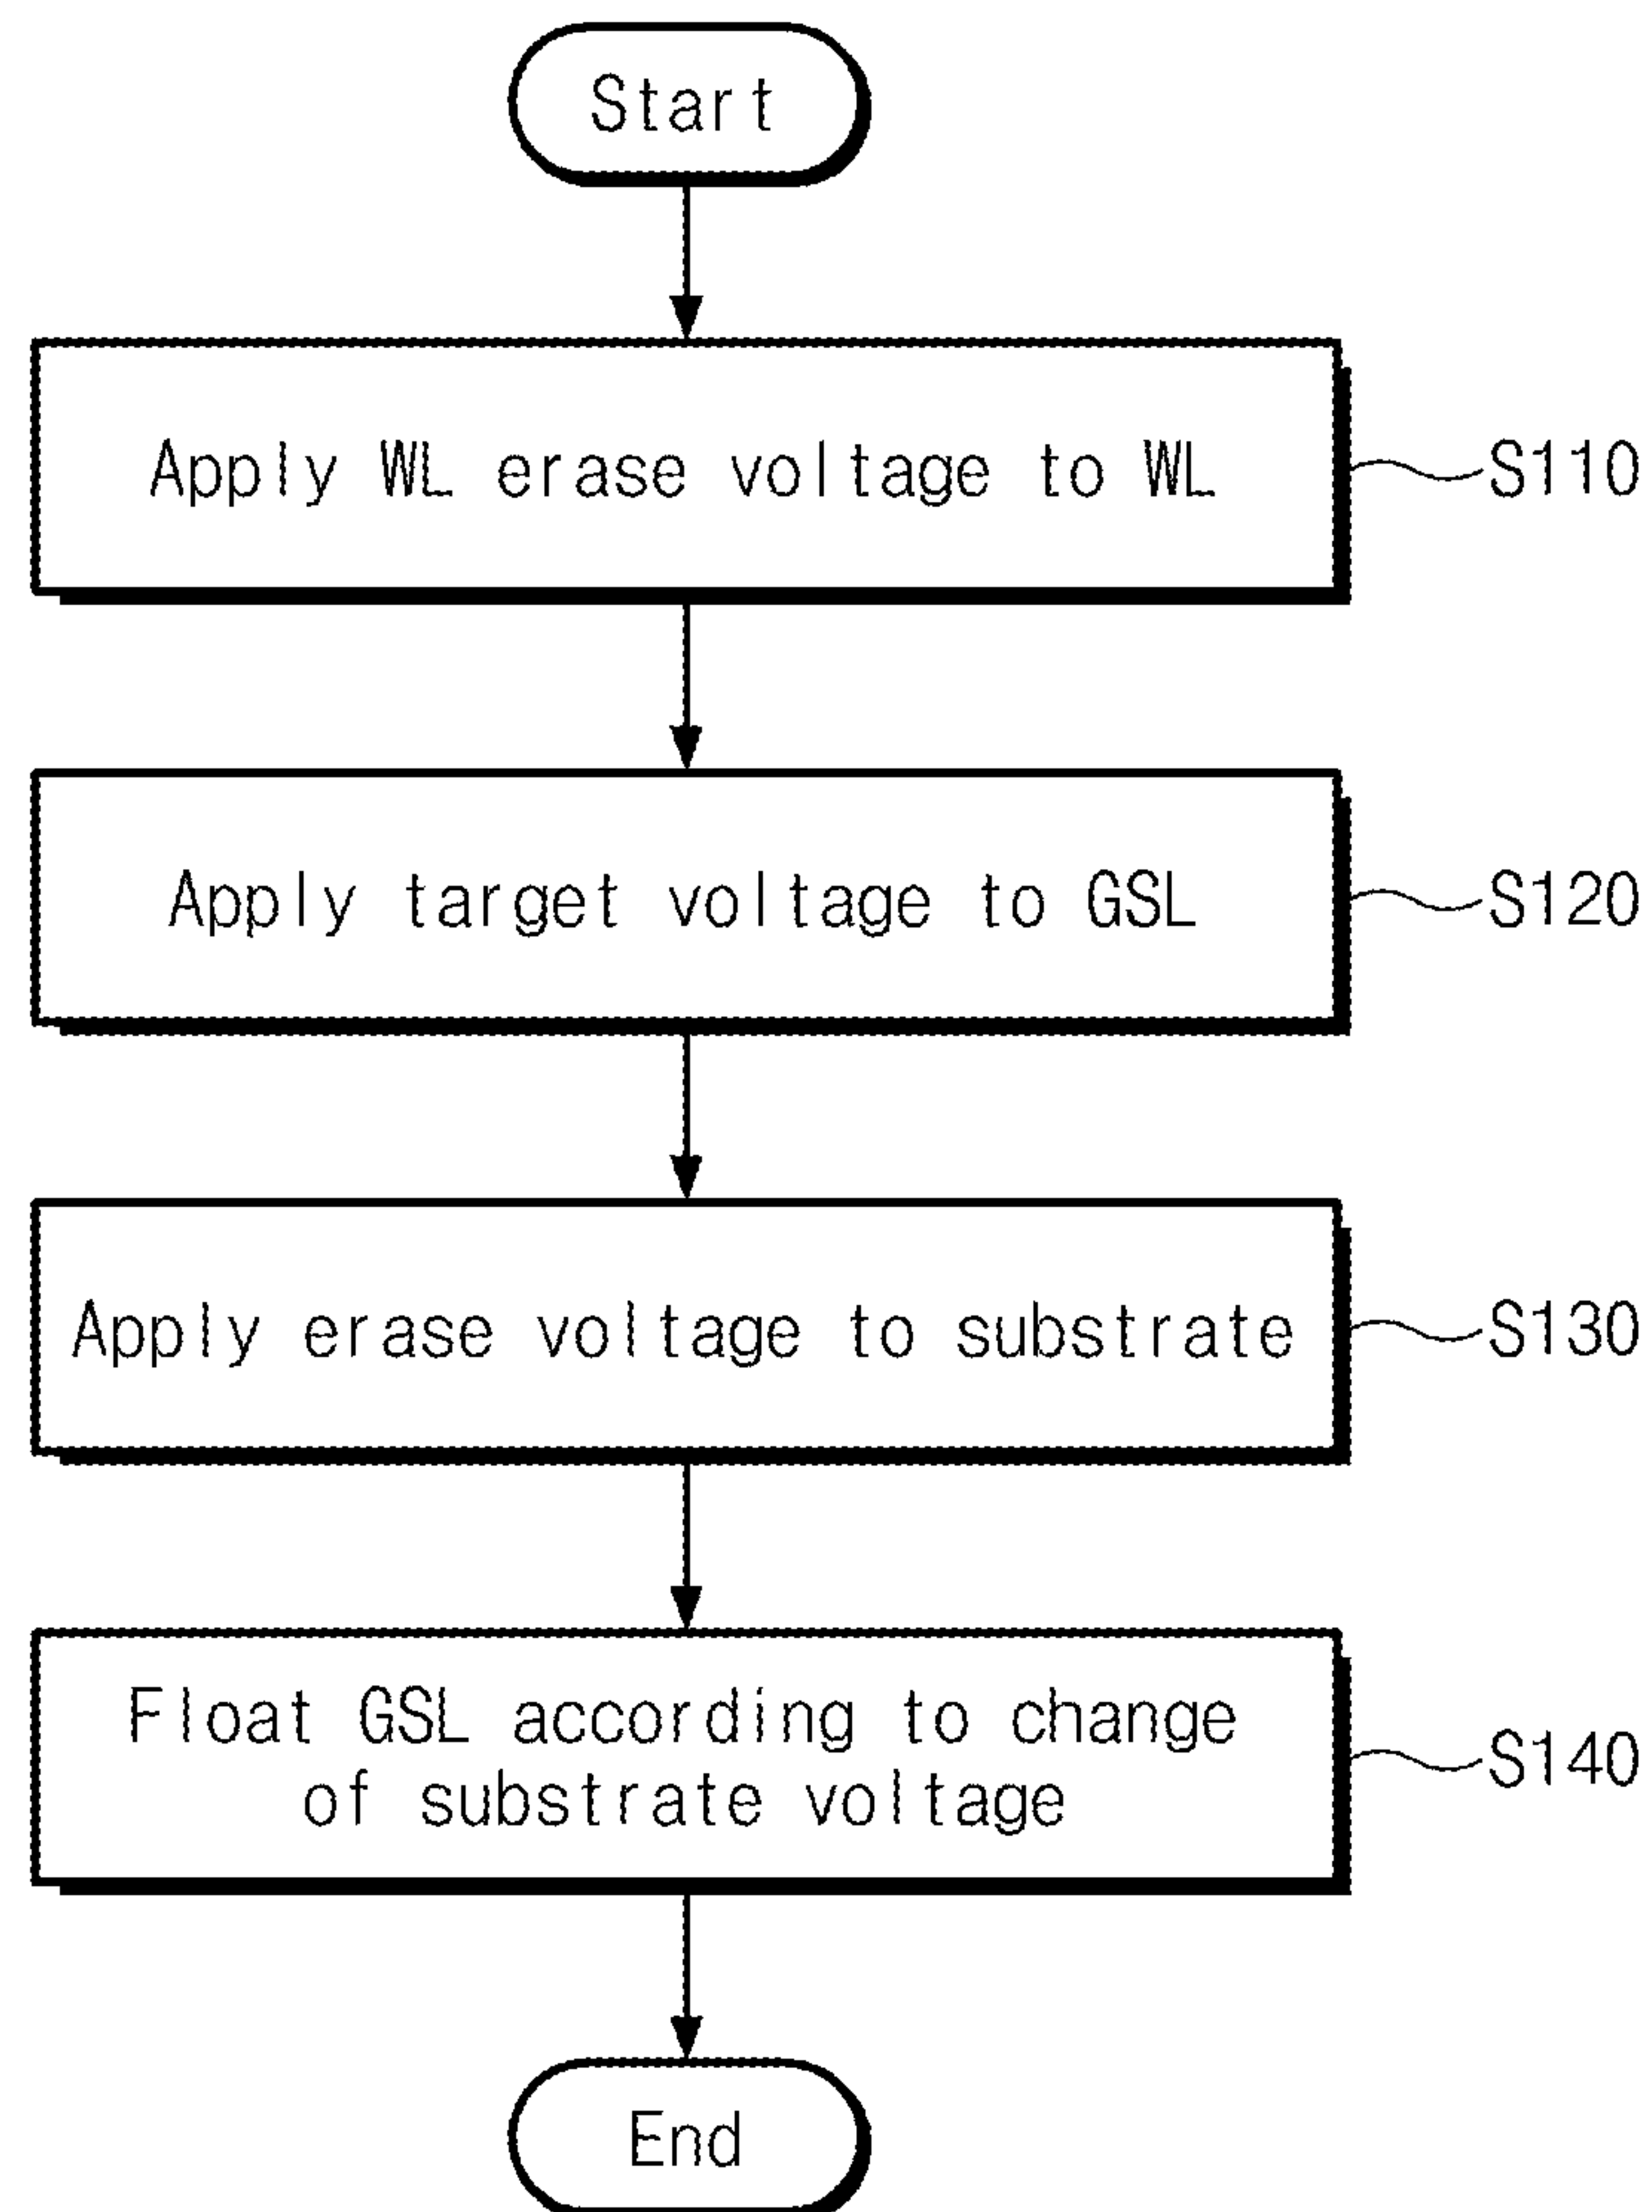 Start
Apply WL erase voltage to WL
S110
Apply target voltage to GSL
S120
Apply erase voltage to substrate
S130
Float GSL according to change
of substrate voltage
S140
End